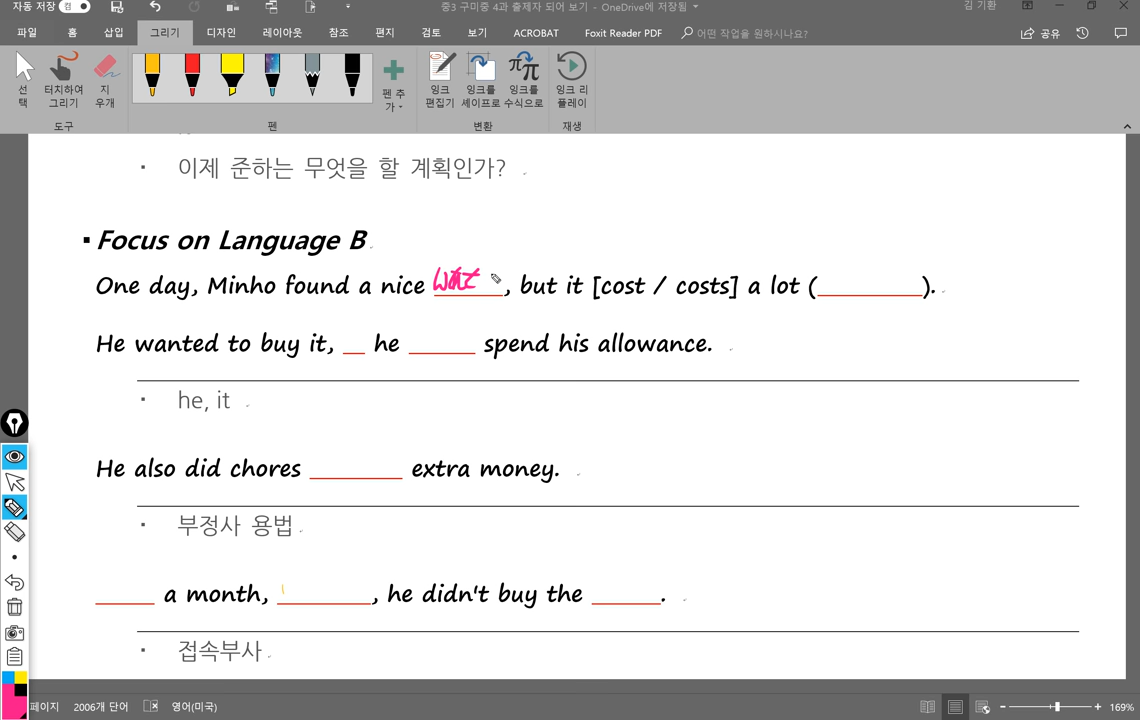 자동 저장 켬 중3 구미중 4과 출제자 되어 보기 - OneDrive에 저장됨 김 기환
파일 홈 삽입 그리기 디자인 레이아웃 참조 편지 검토 보기 ACROBAT Foxit Reader PDF 어떤 작업을 원하시나요? 공유
선택 터치하여 그리기 지우개 펜 추가 잉크 편집기 잉크를 셰이프로 잉크를 수식으로 잉크 리플레이
도구 펜 변환 재생
· 이제 준하는 무엇을 할 계획인가?
▪ Focus on Language B
One day, Minho found a nice ______, but it [cost / costs] a lot (_________).
He wanted to buy it, __ he ______ spend his allowance.
· he, it
He also did chores ________ extra money.
· 부정사 용법
_____ a month, ________, he didn't buy the ______.
· 접속부사
페이지 2006개 단어 영어(미국) 169%